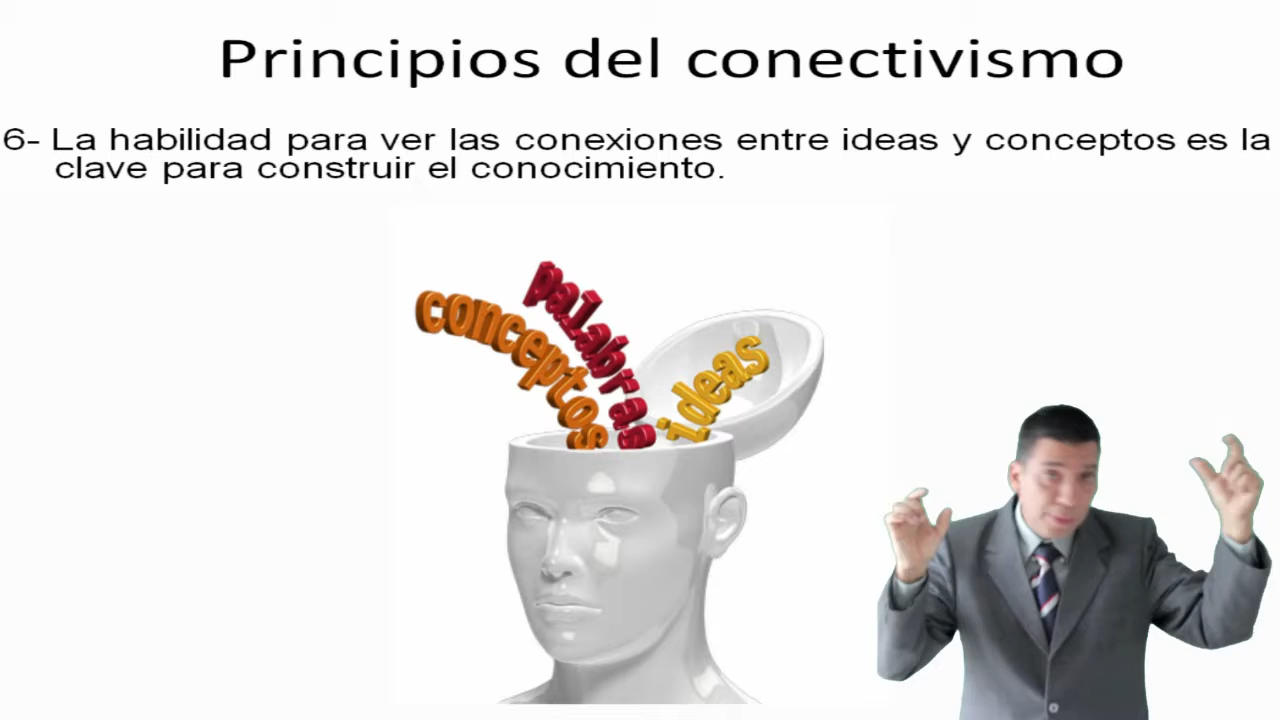 Principios del conectivismo
6- La habilidad para ver las conexiones entre ideas y conceptos es la
clave para construir el conocimiento.
conceptos
palabras
ideas